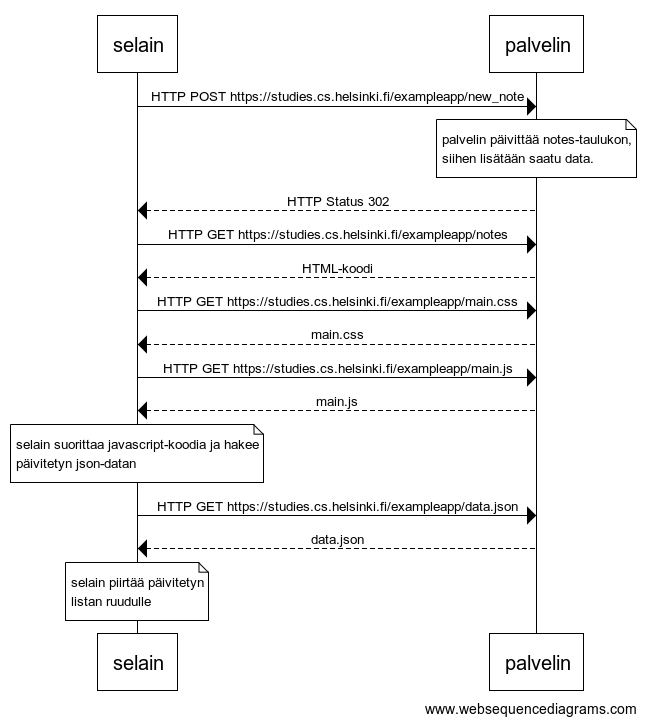 selain palvelin
HTTP POST https://studies.cs.helsinki.fi/exampleapp/new_note
palvelin päivittää notes-taulukon,
siihen lisätään saatu data.
HTTP Status 302
HTTP GET https://studies.cs.helsinki.fi/exampleapp/notes
HTML-koodi
HTTP GET https://studies.cs.helsinki.fi/exampleapp/main.css
main.css
HTTP GET https://studies.cs.helsinki.fi/exampleapp/main.js
main.js
selain suorittaa javascript-koodia ja hakee
päivitetyn json-datan
HTTP GET https://studies.cs.helsinki.fi/exampleapp/data.json
data.json
selain piirtää päivitetyn
listan ruudulle
selain palvelin
www.websequencediagrams.com